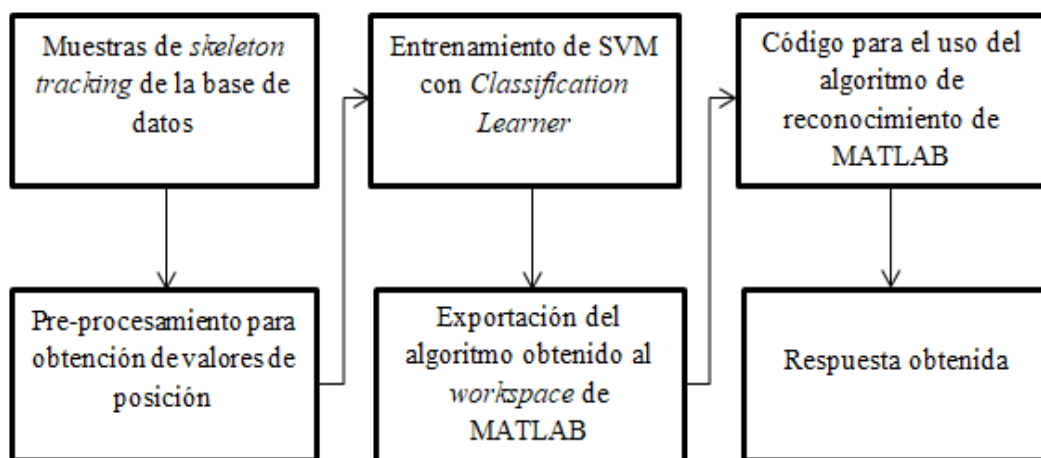 Muestras de skeleton
tracking de la base de
datos
Pre-procesamiento para
obtención de valores de
posición
Entrenamiento de SVM
con Classification
Learner
Exportación del
algoritmo obtenido al
workspace de
MATLAB
Código para el uso del
algoritmo de
reconocimiento de
MATLAB
Respuesta obtenida